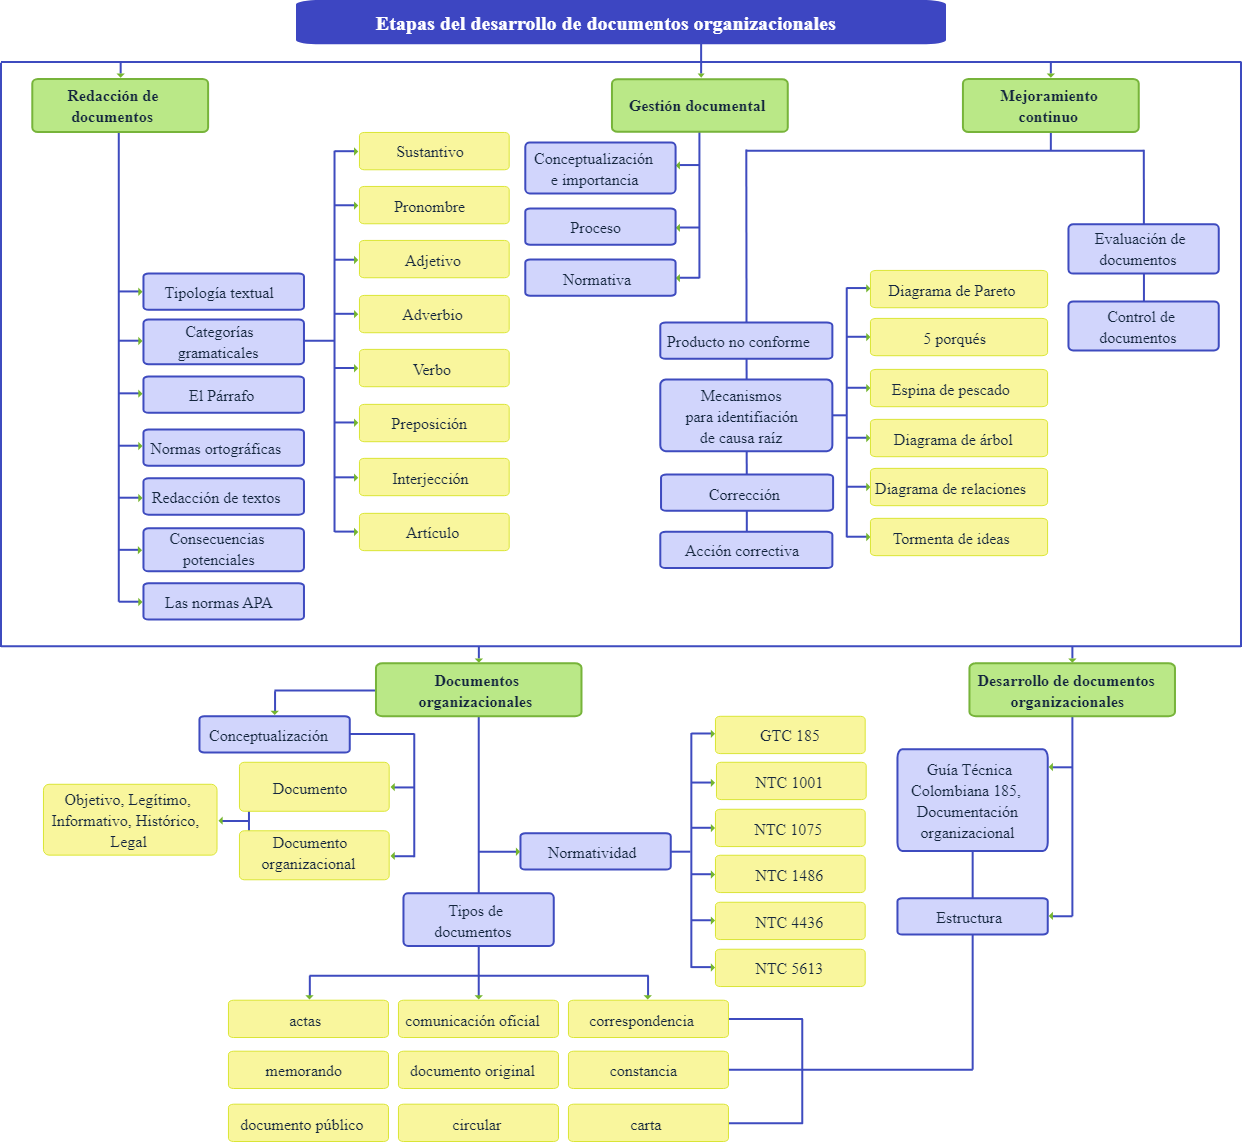 Etapas del desarrollo de documentos organizacionales
Redacción de
documentos
Tipología textual
Categorías
gramaticales
El Párrafo
Normas ortográficas
Redacción de textos
Consecuencias
potenciales
Las normas APA
Sustantivo
Pronombre
Adjetivo
Adverbio
Verbo
Preposición
Interjección
Artículo
Gestión documental
Conceptualización
e importancia
Proceso
Normativa
Mejoramiento
continuo
Producto no conforme
Mecanismos
para identifiación
de causa raíz
Corrección
Acción correctiva
Diagrama de Pareto
5 porqués
Espina de pescado
Diagrama de árbol
Diagrama de relaciones
Tormenta de ideas
Evaluación de
documentos
Control de
documentos
Documentos
organizacionales
Conceptualización
Documento
Documento
organizacional
Objetivo, Legítimo,
Informativo, Histórico,
Legal
Normatividad
GTC 185
NTC 1001
NTC 1075
NTC 1486
NTC 4436
NTC 5613
Tipos de
documentos
actas
comunicación oficial
correspondencia
memorando
documento original
constancia
documento público
circular
carta
Desarrollo de documentos
organizacionales
Guía Técnica
Colombiana 185,
Documentación
organizacional
Estructura